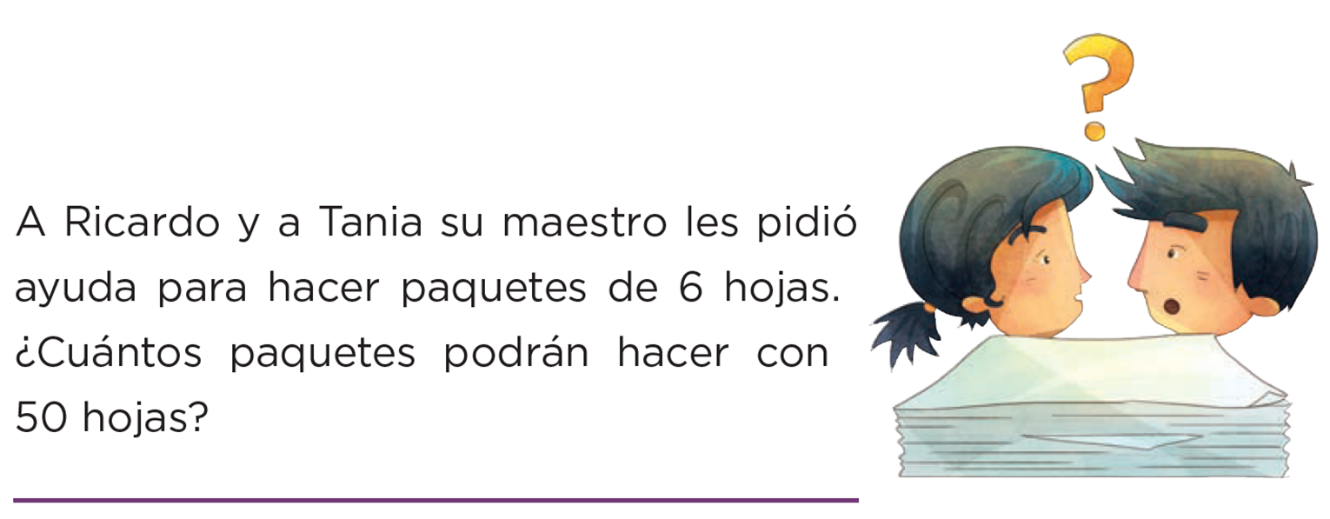 A Ricardo y a Tania su maestro les pidió
ayuda para hacer paquetes de 6 hojas.
¿Cuántos paquetes podrán hacer con
50 hojas?
?